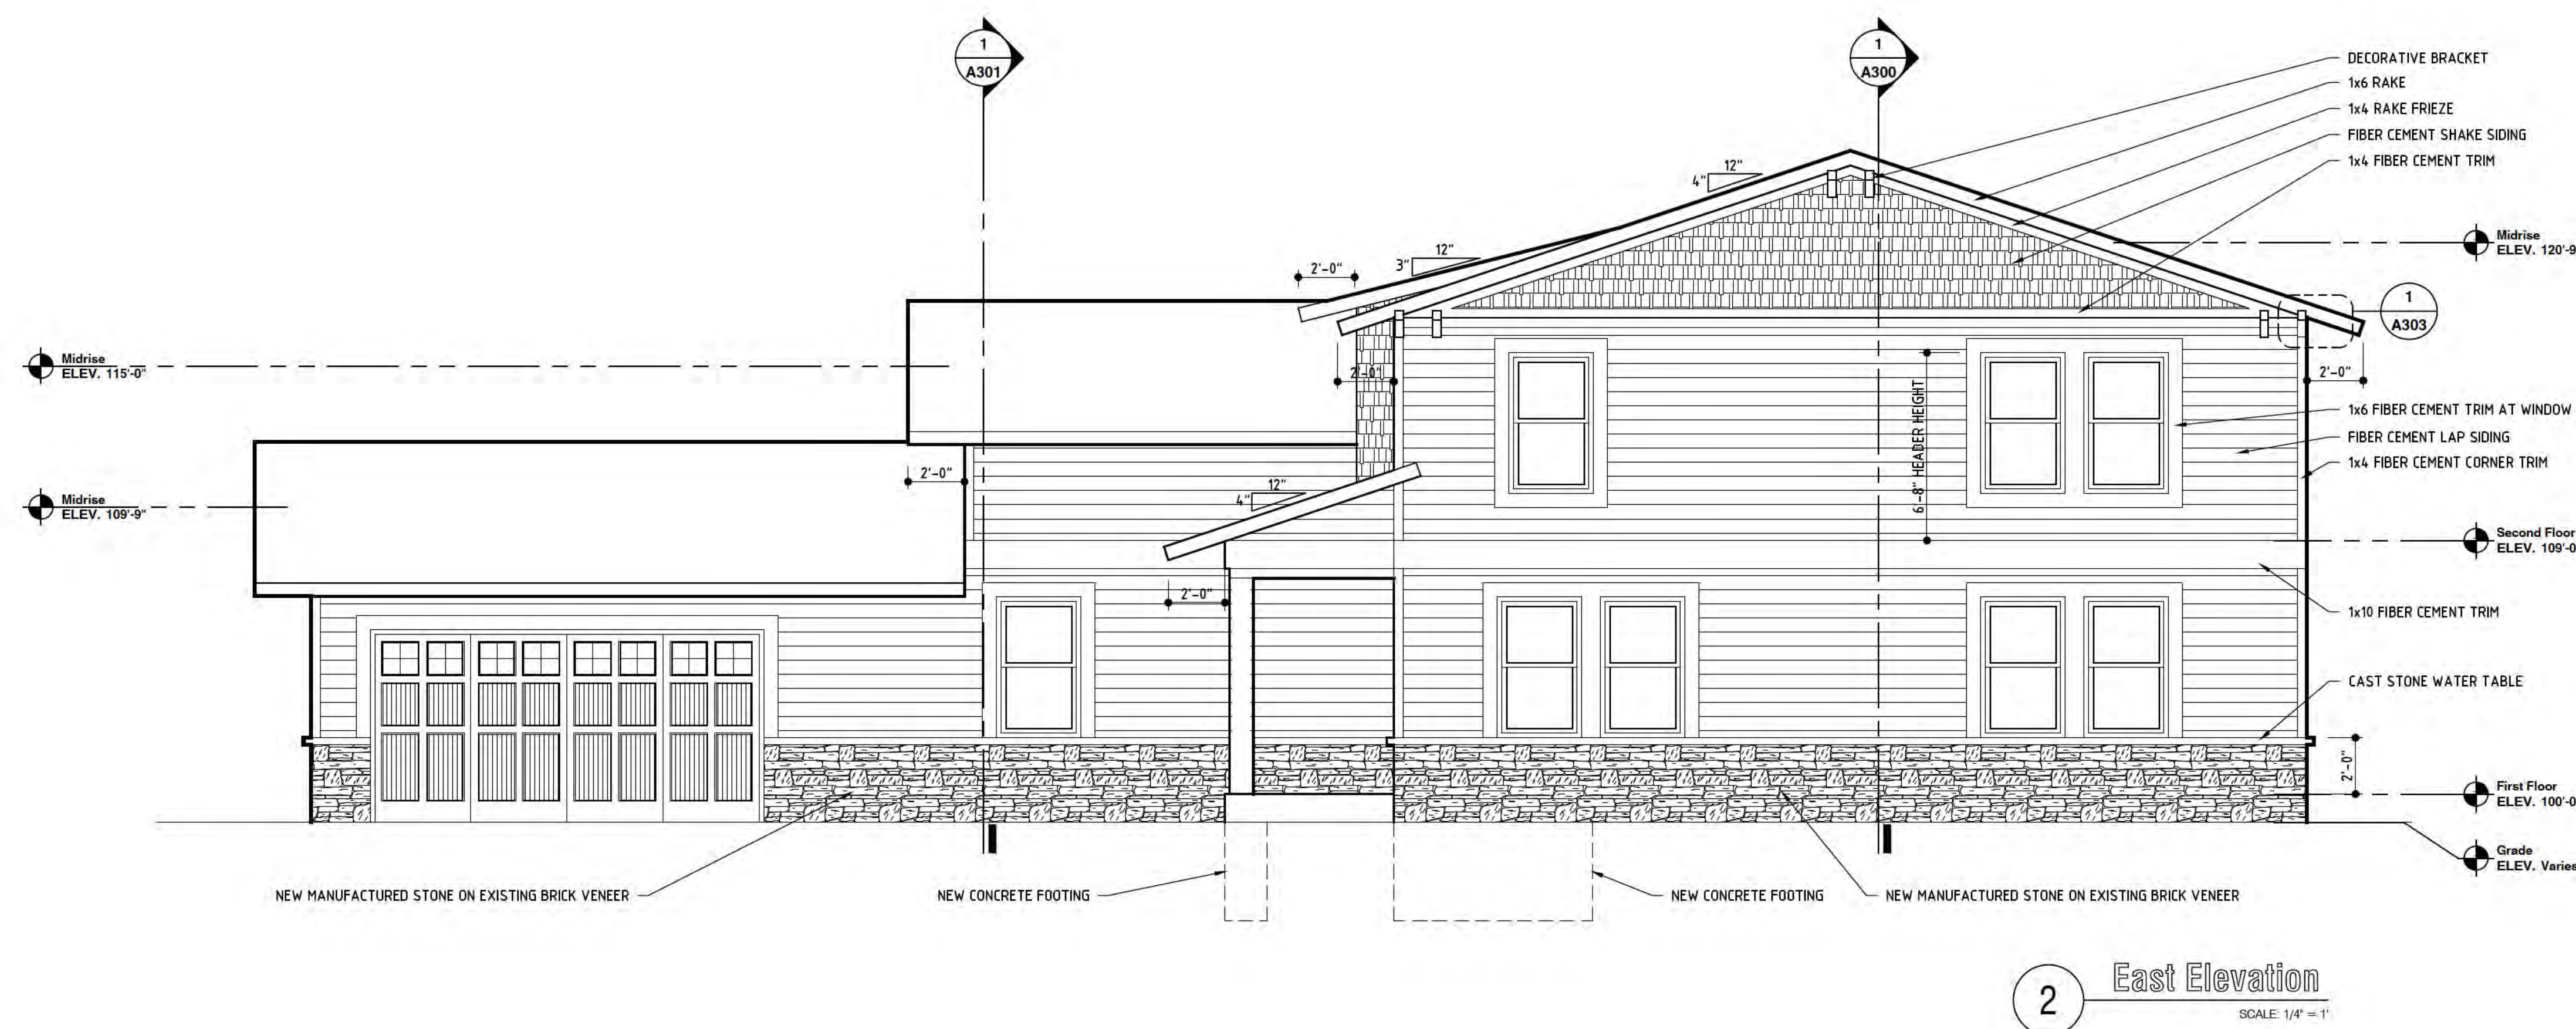 1
A301
1
A300
DECORATIVE BRACKET
1x6 RAKE
1x4 RAKE FRIEZE
FIBER CEMENT SHAKE SIDING
1x4 FIBER CEMENT TRIM
12"
4"
12"
3"
2'-0"
Midrise
ELEV. 120'-9
1
A303
Midrise
ELEV. 115'-0"
2'-0"
2'-0"
6'-8" HEADER HEIGHT
1x6 FIBER CEMENT TRIM AT WINDOW
FIBER CEMENT LAP SIDING
1x4 FIBER CEMENT CORNER TRIM
2'-0"
12"
4"
Midrise
ELEV. 109'-9"
Second Floor
ELEV. 109'-0
2'-0"
1x10 FIBER CEMENT TRIM
CAST STONE WATER TABLE
2'-0"
First Floor
ELEV. 100'-0
Grade
ELEV. Varies
NEW MANUFACTURED STONE ON EXISTING BRICK VENEER
NEW CONCRETE FOOTING
NEW CONCRETE FOOTING
NEW MANUFACTURED STONE ON EXISTING BRICK VENEER
2
East Elevation
SCALE: 1/4" = 1'